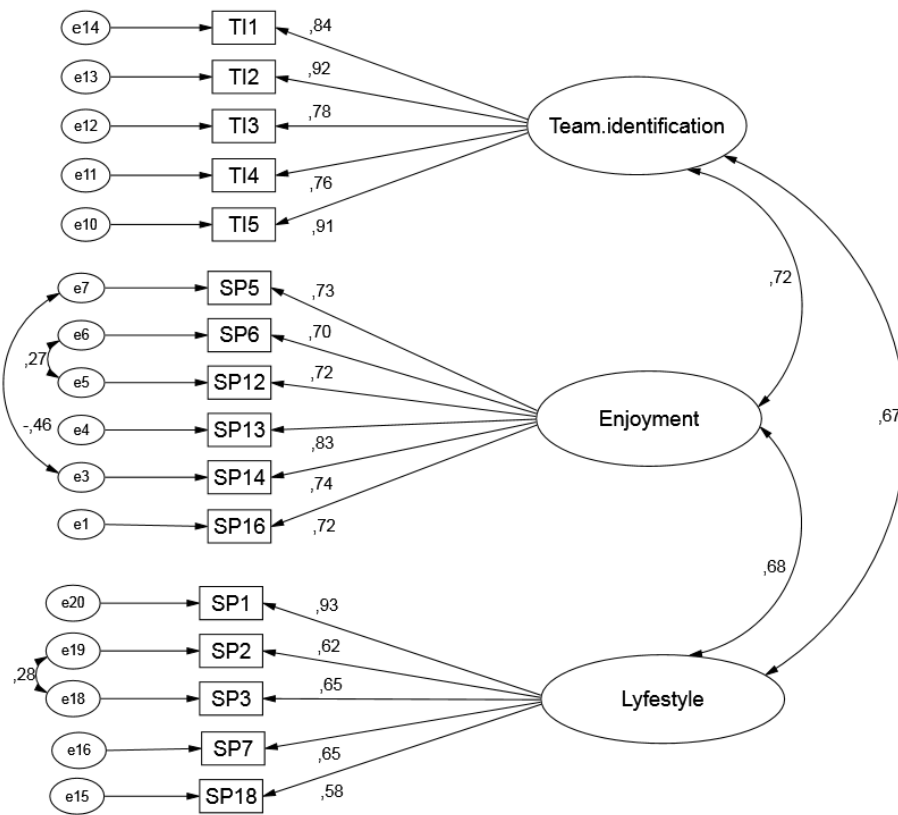 e14 TI1 ,84
e13 TI2 ,92
e12 TI3 ,78 Team.identification
e11 TI4 ,76
e10 TI5 ,91
,72
e7 SP5 ,73
e6 SP6 ,70
,27
e5 SP12 ,72
Enjoyment ,67
-,46 e4 SP13 ,83
e3 SP14 ,74
e1 SP16 ,72
,68
e20 SP1 ,93
e19 SP2 ,62
,28
e18 SP3 ,65 Lyfestyle
e16 SP7 ,65
e15 SP18 ,58